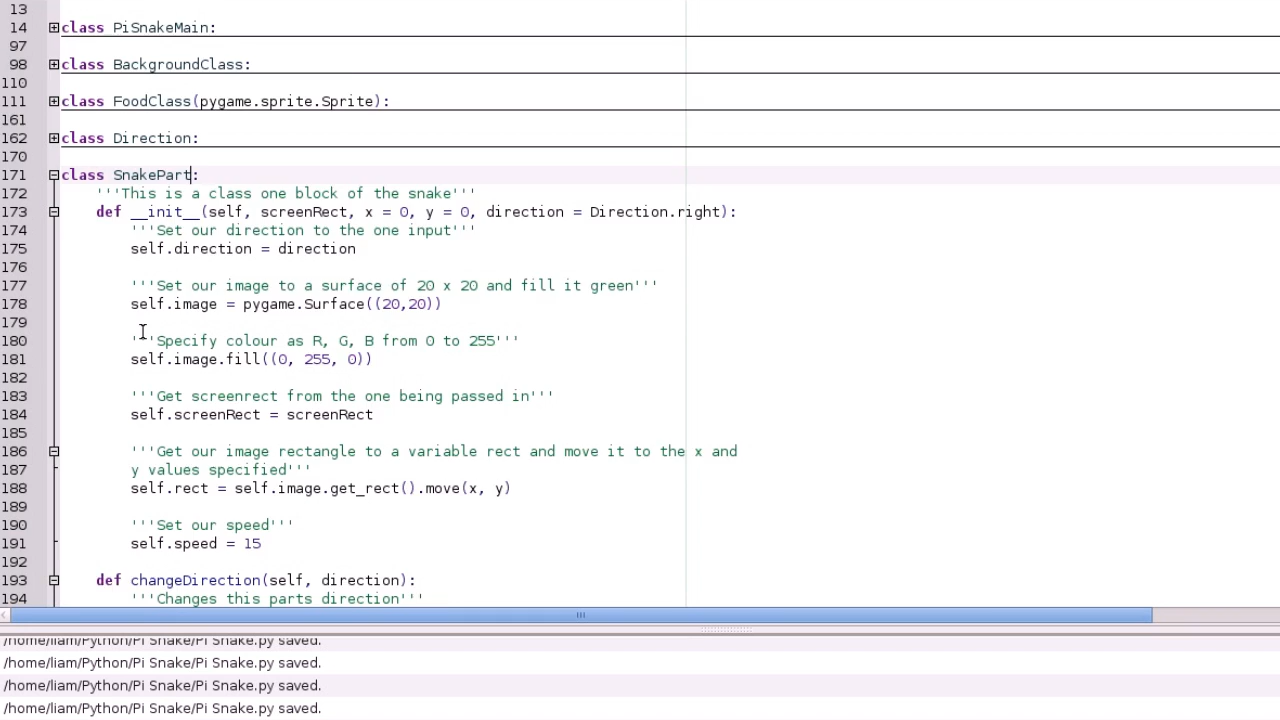 13
14 class PiSnakeMain:
97
98 class BackgroundClass:
110
111 class FoodClass(pygame.sprite.Sprite):
161
162 class Direction:
170
171 class SnakePart:
172 '''This is a class one block of the snake'''
173 def __init__(self, screenRect, x = 0, y = 0, direction = Direction.right):
174 '''Set our direction to the one input'''
175 self.direction = direction
176
177 '''Set our image to a surface of 20 x 20 and fill it green'''
178 self.image = pygame.Surface((20,20))
179
180 '''Specify colour as R, G, B from 0 to 255'''
181 self.image.fill((0, 255, 0))
182
183 '''Get screenrect from the one being passed in'''
184 self.screenRect = screenRect
185
186 '''Get our image rectangle to a variable rect and move it to the x and
187 y values specified'''
188 self.rect = self.image.get_rect().move(x, y)
189
190 '''Set our speed'''
191 self.speed = 15
192
193 def changeDirection(self, direction):
194 '''Changes this parts direction'''
/home/liam/Python/Pi Snake/Pi Snake.py saved.
/home/liam/Python/Pi Snake/Pi Snake.py saved.
/home/liam/Python/Pi Snake/Pi Snake.py saved.
/home/liam/Python/Pi Snake/Pi Snake.py saved.